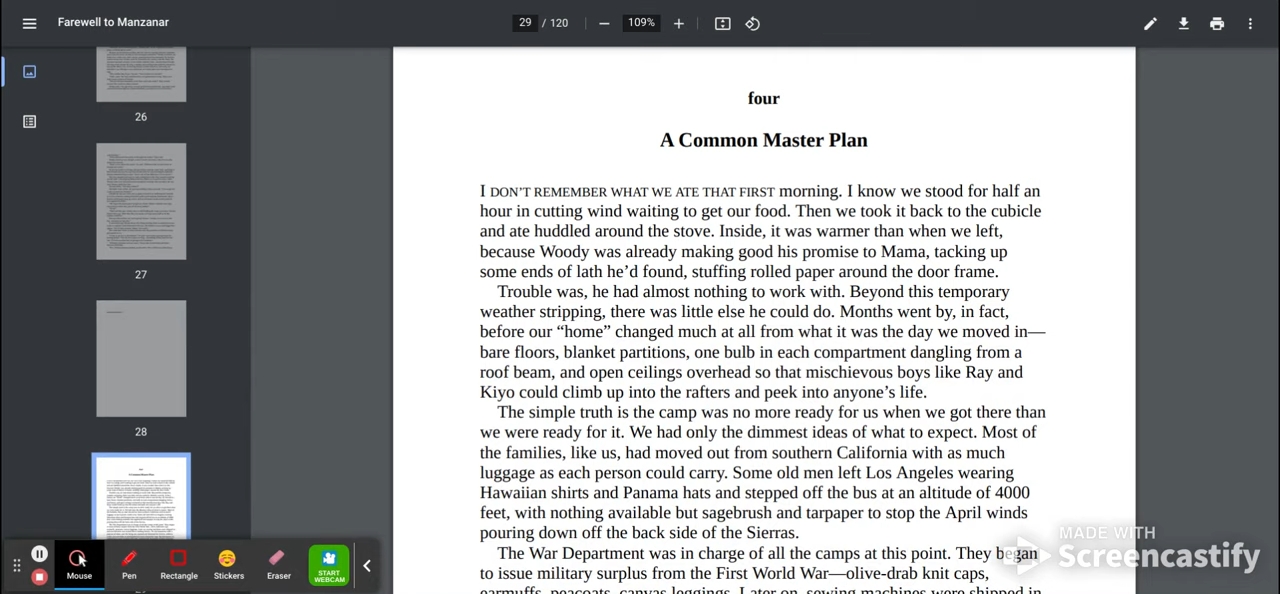 Farewell to Manzanar
29 / 120
109%
26
27
28
four
A Common Master Plan
I DON'T REMEMBER WHAT WE ATE THAT FIRST morning. I know we stood for half an
hour in cutting wind waiting to get our food. Then we took it back to the cubicle
and ate huddled around the stove. Inside, it was warmer than when we left,
because Woody was already making good his promise to Mama, tacking up
some ends of lath he'd found, stuffing rolled paper around the door frame.
Trouble was, he had almost nothing to work with. Beyond this temporary
weather stripping, there was little else he could do. Months went by, in fact,
before our “home” changed much at all from what it was the day we moved in—
bare floors, blanket partitions, one bulb in each compartment dangling from a
roof beam, and open ceilings overhead so that mischievous boys like Ray and
Kiyo could climb up into the rafters and peek into anyone's life.
The simple truth is the camp was no more ready for us when we got there than
we were ready for it. We had only the dimmest ideas of what to expect. Most of
the families, like us, had moved out from southern California with as much
luggage as each person could carry. Some old men left Los Angeles wearing
Hawaiian shirts and Panama hats and stepped off the bus at an altitude of 4000
feet, with nothing available but sagebrush and tarpaper to stop the April winds
pouring down off the back side of the Sierras.
The War Department was in charge of all the camps at this point. They began
to issue military surplus from the First World War—olive-drab knit caps,
earmuffs, peacoats, canvas leggings. Later on, sewing machines were shipped in
Mouse
Pen
Rectangle
Stickers
Eraser
START
WEBCAM
MADE WITH
Screencastify